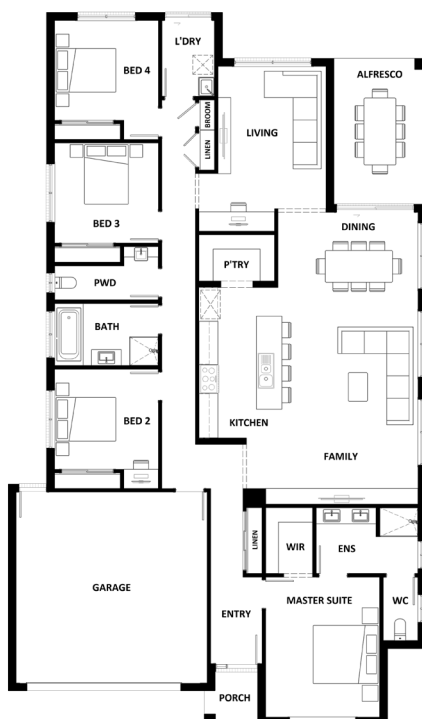 BED 4
L'DRY
ALFRESCO
BROOM
LINEN
LIVING
BED 3
DINING
P'TRY
PWD
BATH
BED 2
KITCHEN
FAMILY
LINEN
WIR
ENS
GARAGE
MASTER SUITE
WC
ENTRY
PORCH